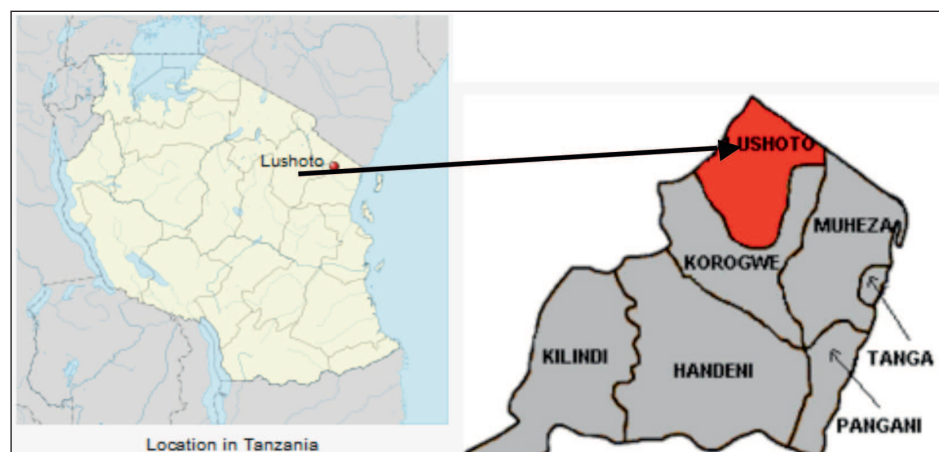 Lushoto
Location in Tanzania
LUSHOTO
MUHEZA
KOROGWE
KILINDI
HANDENI
TANGA
PANGANI